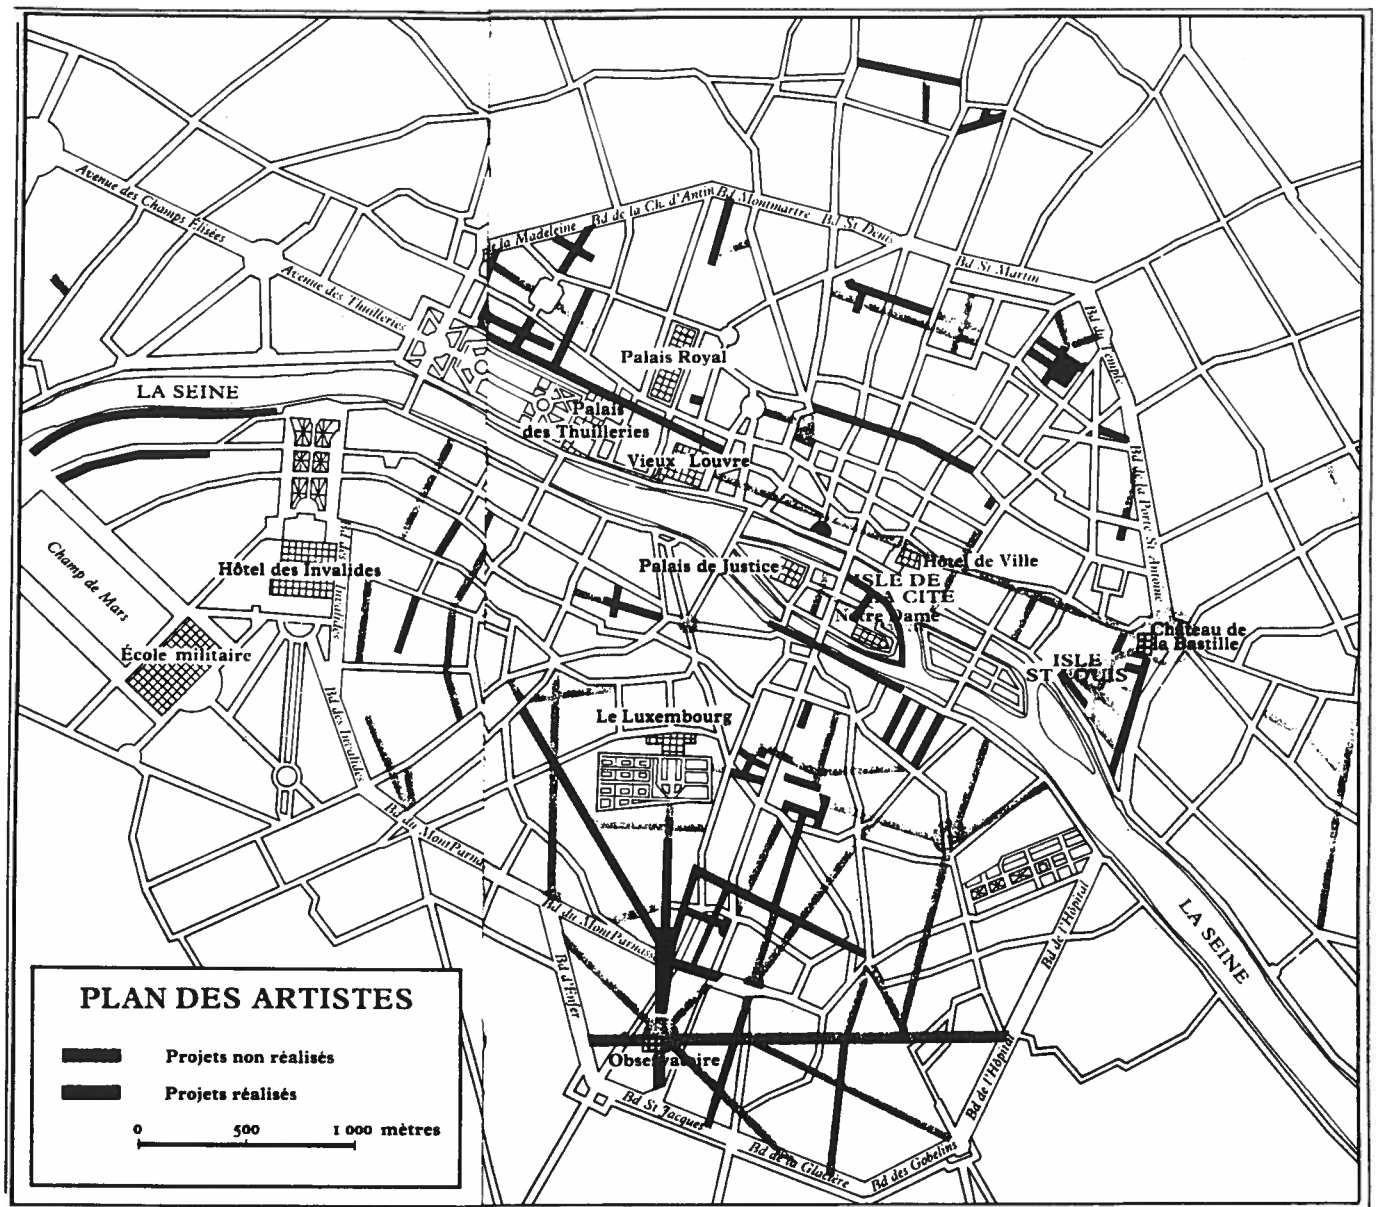 Avenue des Champs Élisées
Avenue des Thuilleries
la Madeleine
Bd de la Ch. d'Antin
Bd Montmartre
Bd St Denis
Bd St Martin
Bd du Temple
Palais Royal
LA SEINE
Palais
des Thuilleries
Vieux Louvre
Bd de la Porte St Antoine
Champ de Mars
Hôtel des Invalides
Bd des Invalides
École militaire
Palais de Justice
Hôtel de Ville
ISLE DE
LA CITÉ
Notre Dame
Château de
la Bastille
ISLE
ST LOUIS
Le Luxembourg
Bd des Invalides
Bd du MontParna
Bd du MontParnasse
Bd d'Enfer
Bd de l'Hôpital
LA SEINE
Observatoire
Bd de l'Hôpital
Bd St Jacques
Bd de la Glacière
Bd des Gobelins
PLAN DES ARTISTES
Projets non réalisés
Projets réalisés
0 500 1 000 mètres